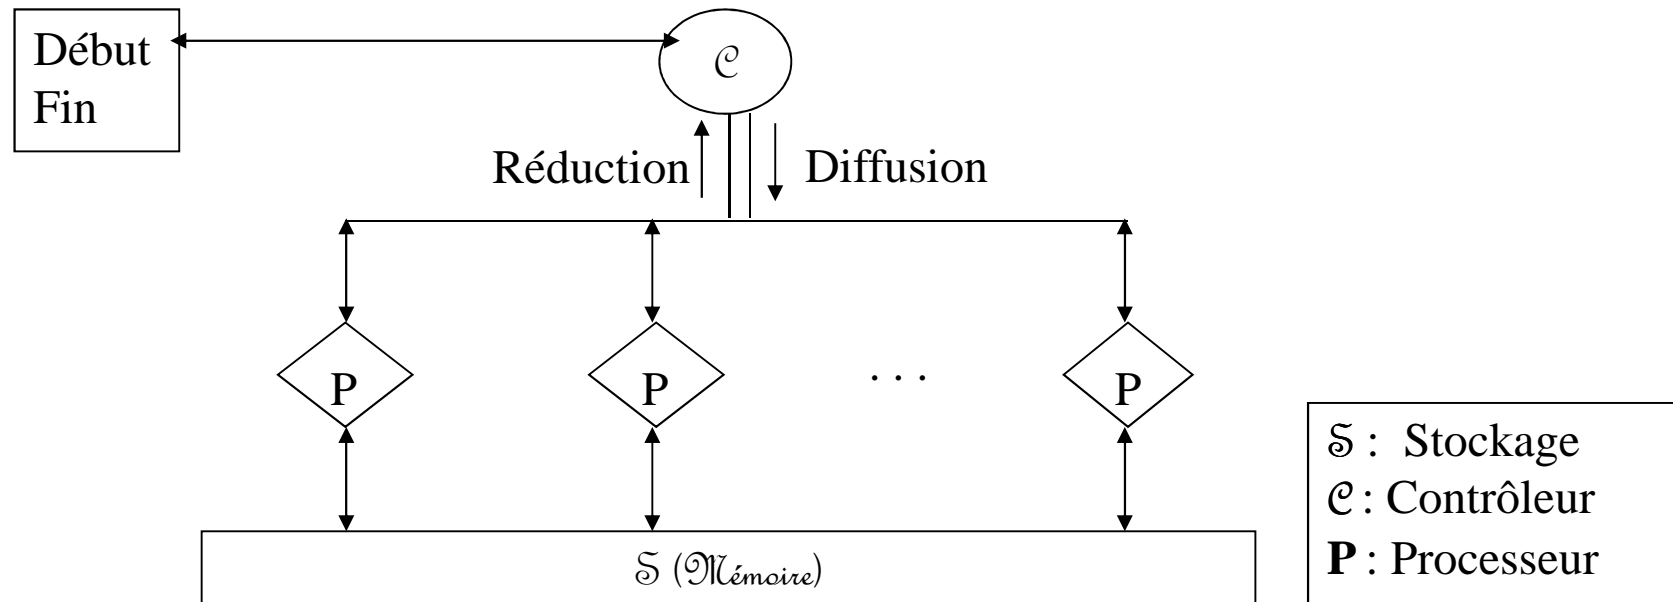 Début
Fin
C
Réduction
Diffusion
P
P
. . .
P
S (Mémoire)
S : Stockage
C : Contrôleur
P : Processeur